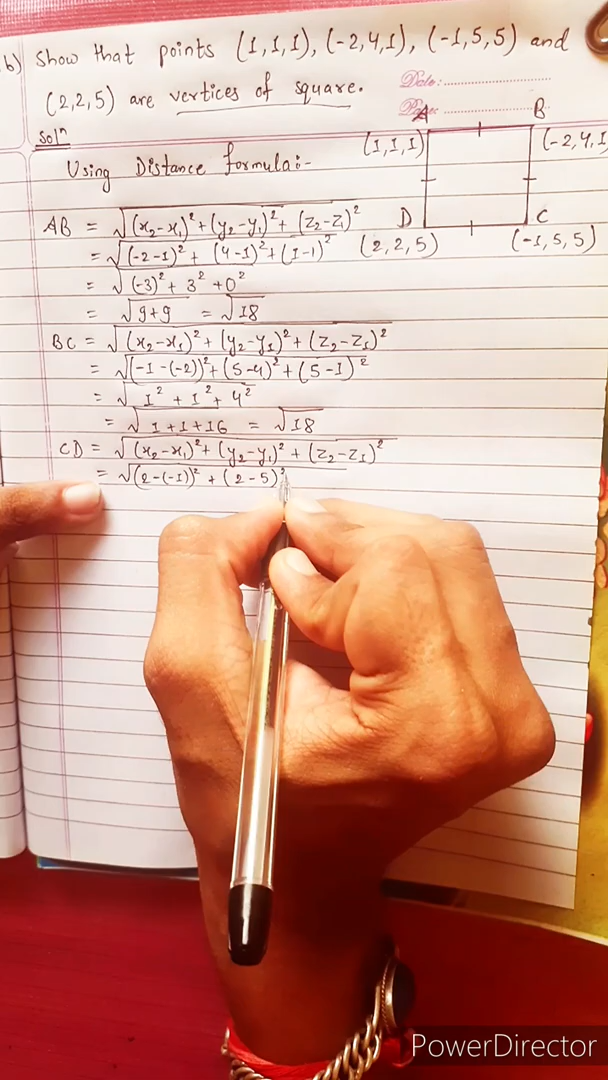 b) Show that points (1,1,1), (-2,4,1), (-1,5,5) and
(2,2,5) are vertices of square.
Date:
Solⁿ
A B
(1,1,1) (-2,4,1
Using Distance formula:-
D C
(2,2,5) (-1,5,5)
AB = √(x₂-x₁)²+(y₂-y₁)²+(z₂-z₁)²
= √(-2-1)²+(4-1)²+(1-1)²
= √(-3)²+3²+0²
= √9+9 = √18
BC = √(x₂-x₁)²+(y₂-y₁)²+(z₂-z₁)²
= √(-1-(-2))²+(5-4)²+(5-1)²
= √1²+1²+4²
= √1+1+16 = √18
CD = √(x₂-x₁)²+(y₂-y₁)²+(z₂-z₁)²
= √(2-(-1))²+(2-5)²
PowerDirector